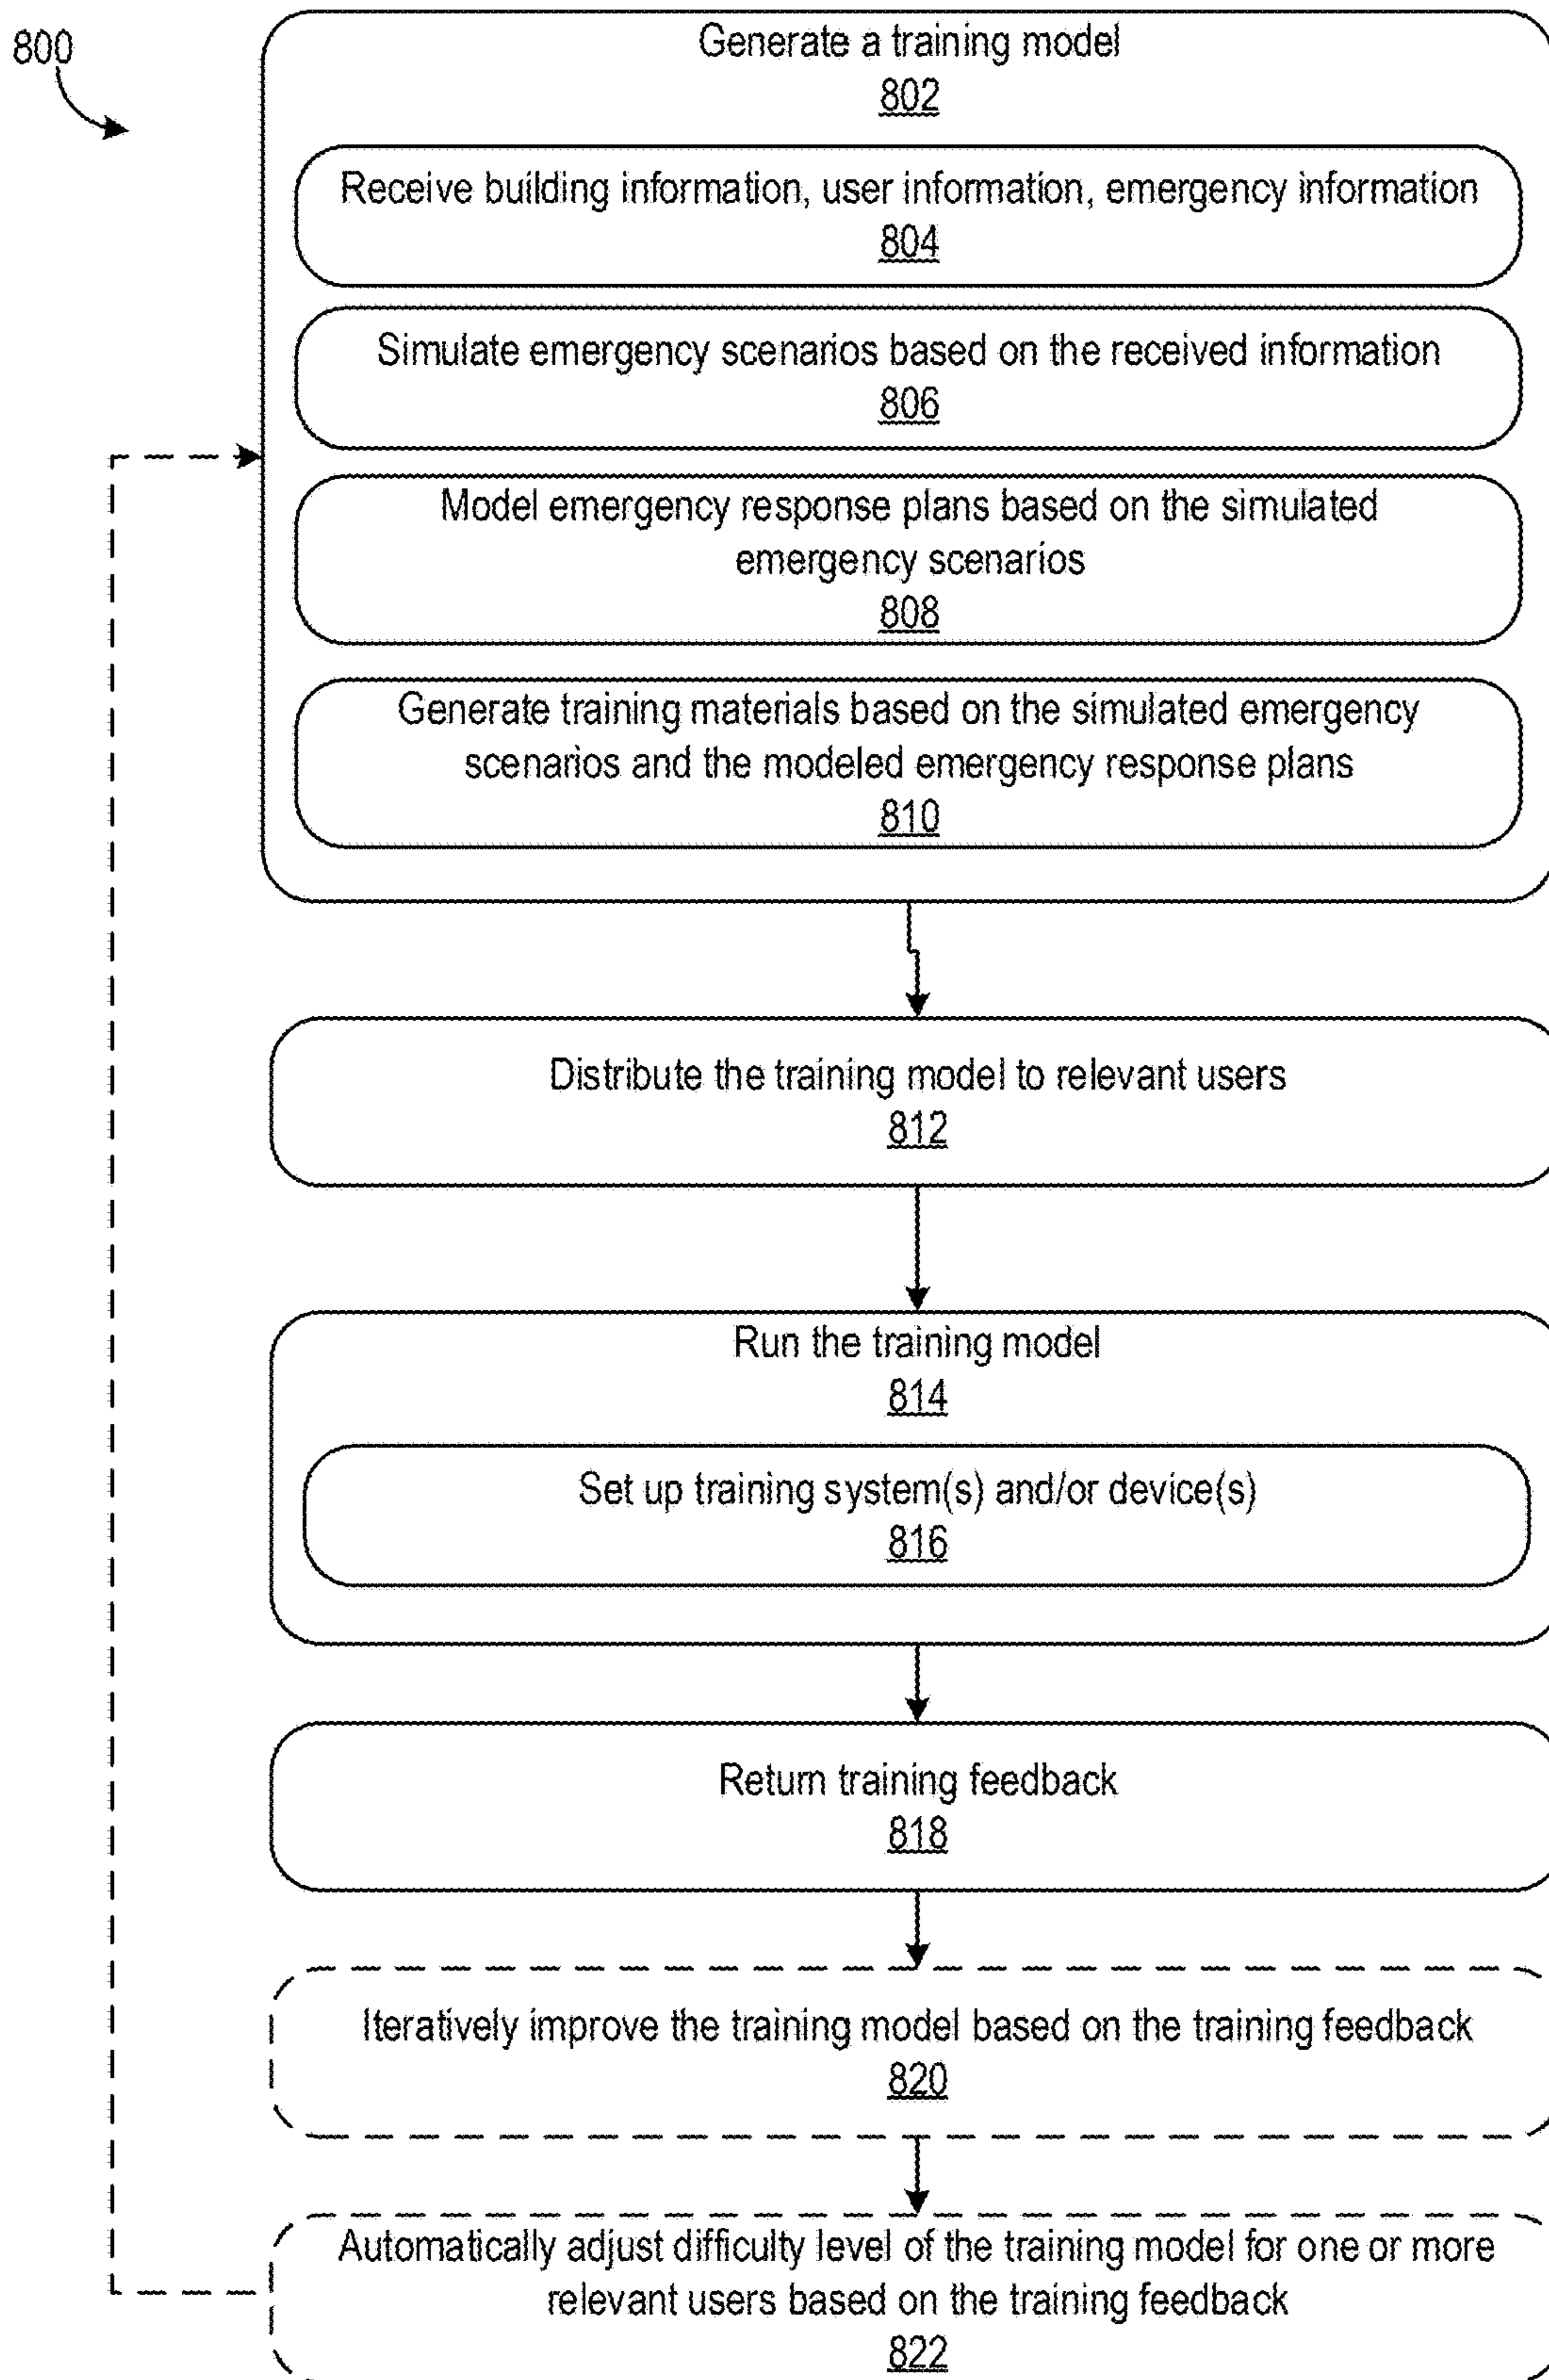 800
Generate a training model
802
Receive building information, user information, emergency information
804
Simulate emergency scenarios based on the received information
806
Model emergency response plans based on the simulated
emergency scenarios
808
Generate training materials based on the simulated emergency
scenarios and the modeled emergency response plans
810
Distribute the training model to relevant users
812
Run the training model
814
Set up training system(s) and/or device(s)
816
Return training feedback
818
Iteratively improve the training model based on the training feedback
820
Automatically adjust difficulty level of the training model for one or more
relevant users based on the training feedback
822